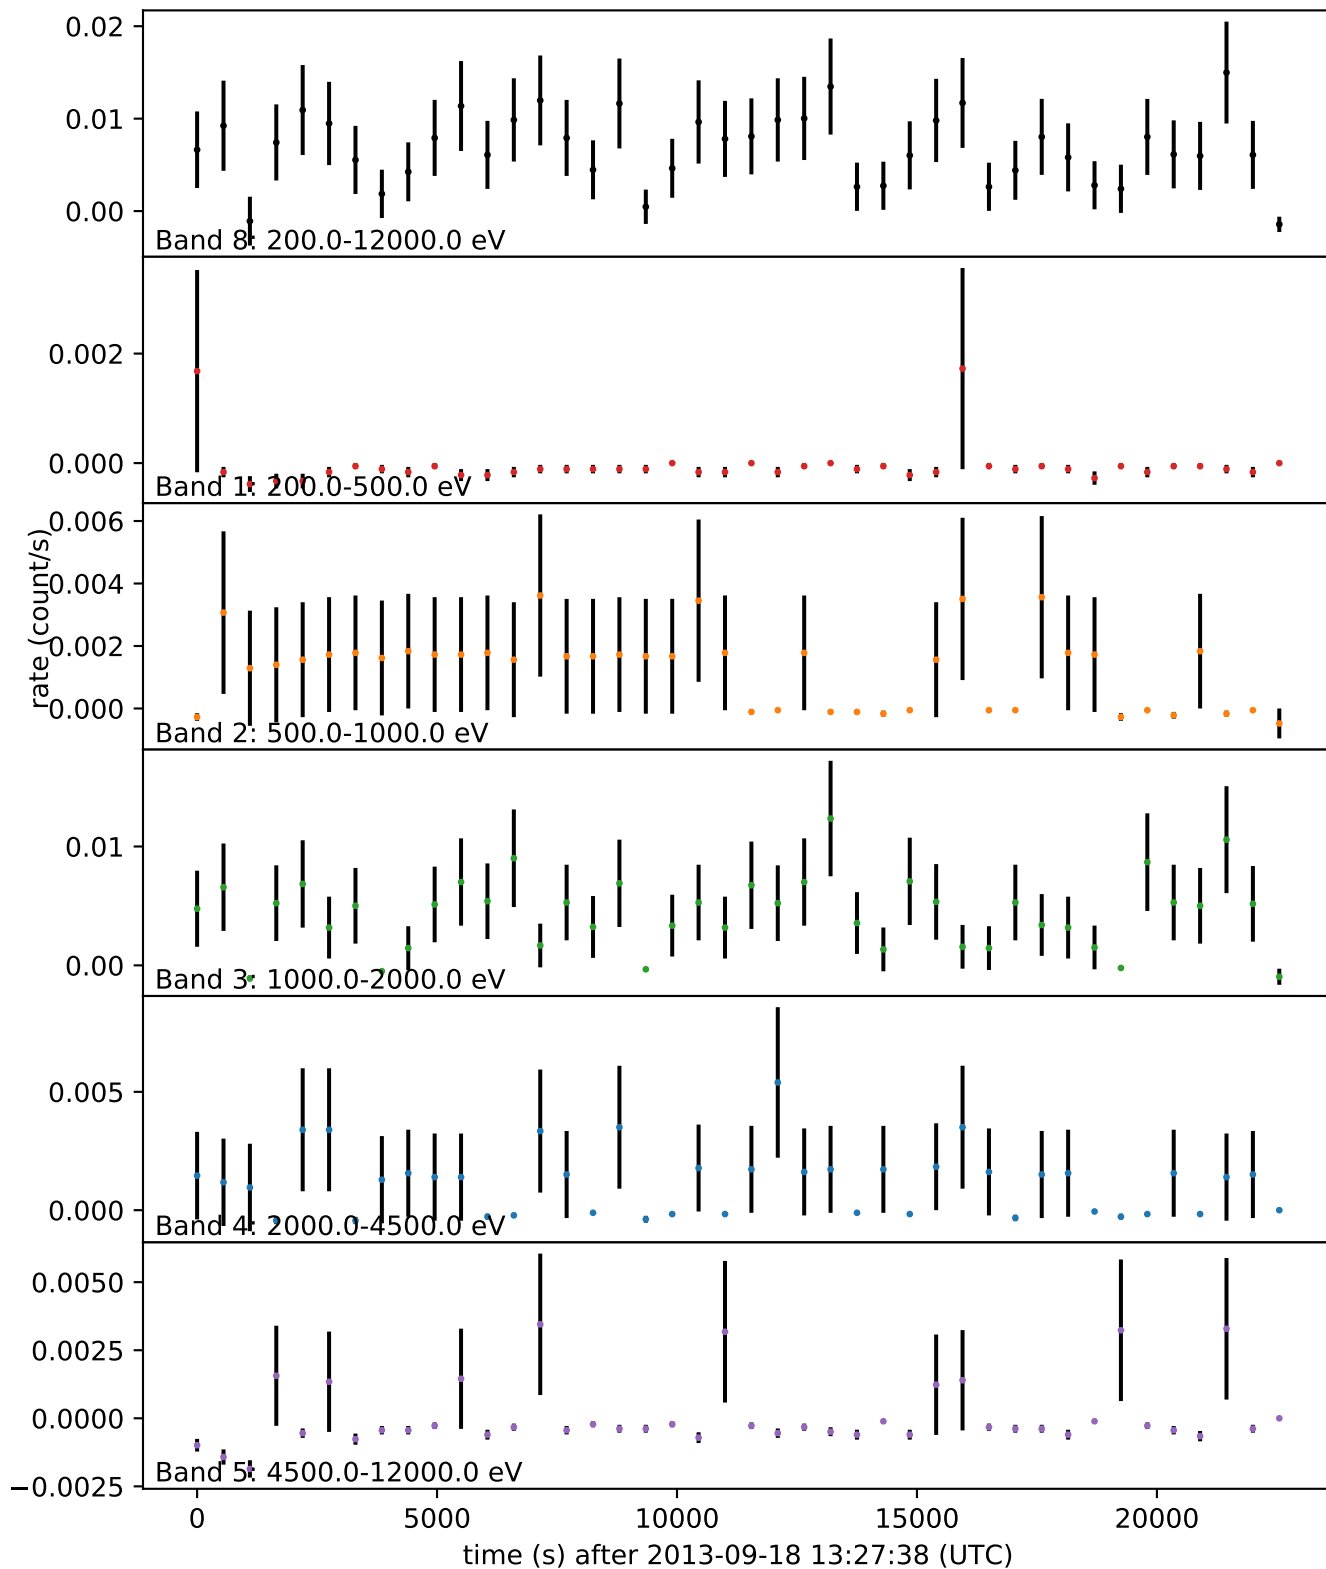 0.02
0.01
0.00
Band 8: 200.0-12000.0 eV
0.002
0.000
Band 1: 200.0-500.0 eV
rate (count/s)
0.006
0.004
0.002
0.000
Band 2: 500.0-1000.0 eV
0.01
0.00
Band 3: 1000.0-2000.0 eV
0.005
0.000
Band 4: 2000.0-4500.0 eV
0.0050
0.0025
0.0000
−0.0025
Band 5: 4500.0-12000.0 eV
0 5000 10000 15000 20000
time (s) after 2013-09-18 13:27:38 (UTC)